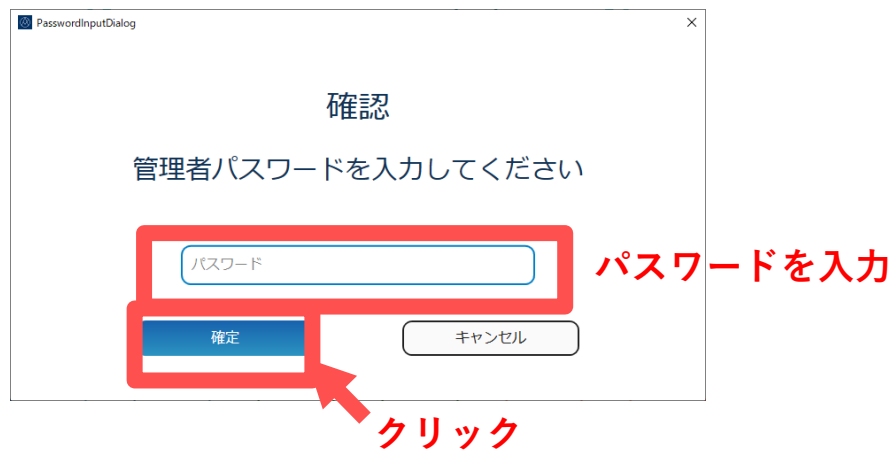 PasswordInputDialog
確認
管理者パスワードを入力してください
パスワード
パスワードを入力
確定
キャンセル
クリック